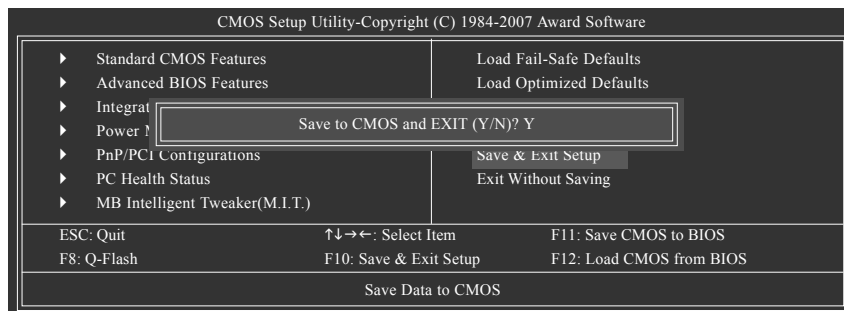 CMOS Setup Utility-Copyright (C) 1984-2007 Award Software
Standard CMOS Features
Advanced BIOS Features
Integrat
Power
PnP/PCI Configurations
PC Health Status
MB Intelligent Tweaker(M.I.T.)
Load Fail-Safe Defaults
Load Optimized Defaults
Save & Exit Setup
Exit Without Saving
Save to CMOS and EXIT (Y/N)? Y
ESC: Quit ↑↓→←: Select Item F11: Save CMOS to BIOS
F8: Q-Flash F10: Save & Exit Setup F12: Load CMOS from BIOS
Save Data to CMOS